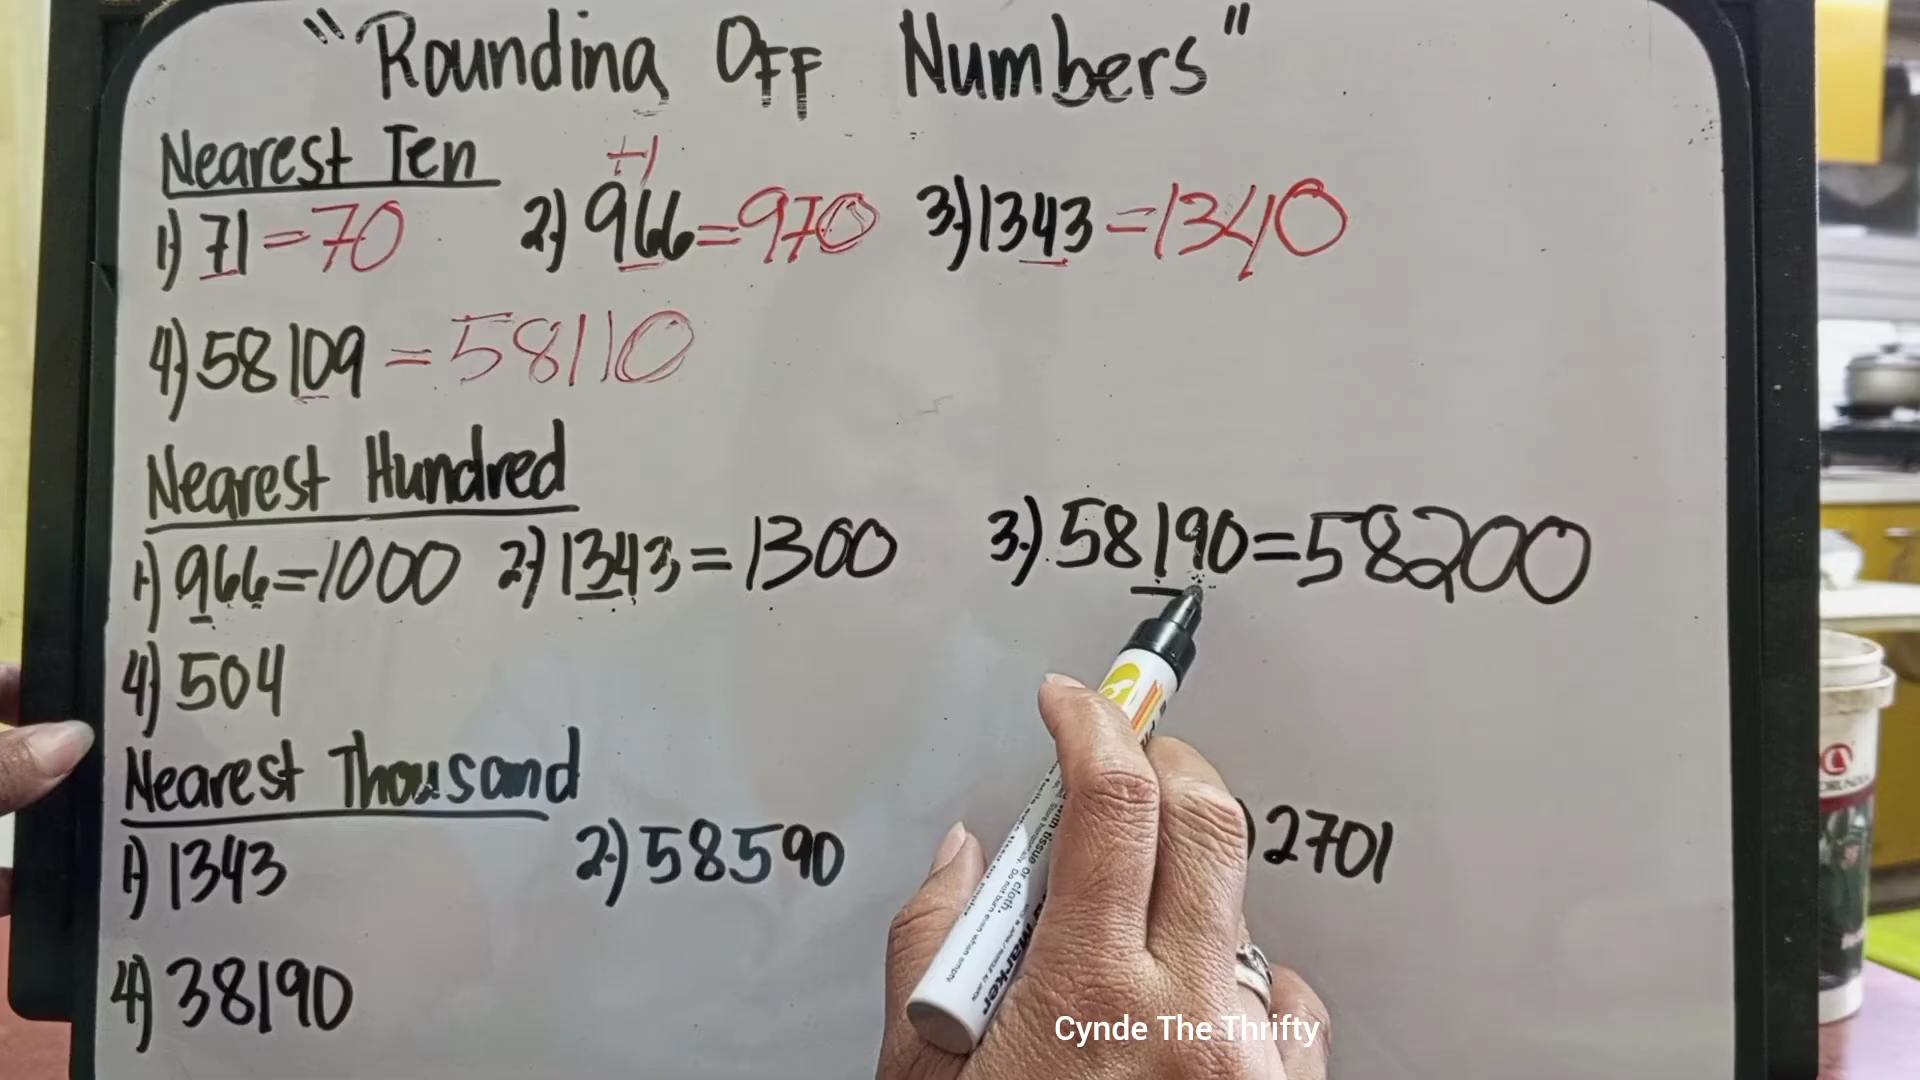 "Rounding Off Numbers"
Nearest Ten
+1
1) 71 = 70 2) 966 = 970 3) 1343 = 1340
4) 58109 = 58110
Nearest Hundred
1) 966 = 1000 2) 1343 = 1300 3) 58190 = 58200
4) 504
Nearest Thousand
1) 1343 2) 58590 ) 2701
4) 38190
Cynde The Thrifty